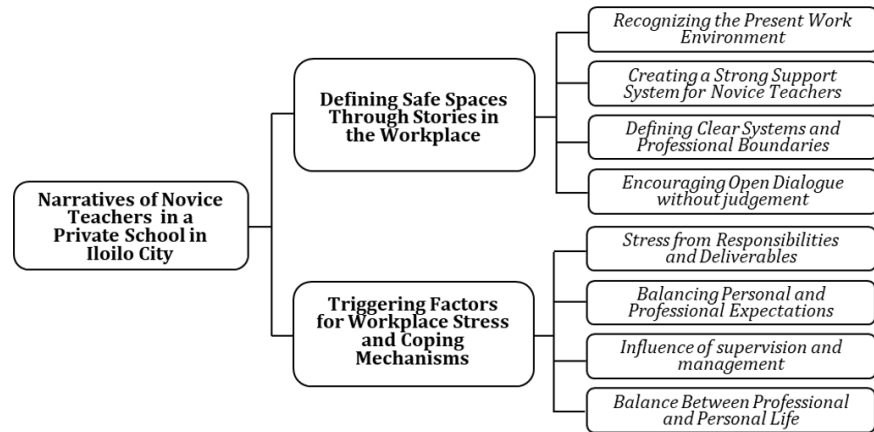 Narratives of Novice
Teachers in a
Private School in
Iloilo City
Defining Safe Spaces
Through Stories in
the Workplace
Recognizing the Present Work
Environment
Creating a Strong Support
System for Novice Teachers
Defining Clear Systems and
Professional Boundaries
Encouraging Open Dialogue
without judgement
Triggering Factors
for Workplace Stress
and Coping
Mechanisms
Stress from Responsibilities
and Deliverables
Balancing Personal and
Professional Expectations
Influence of supervision and
management
Balance Between Professional
and Personal Life